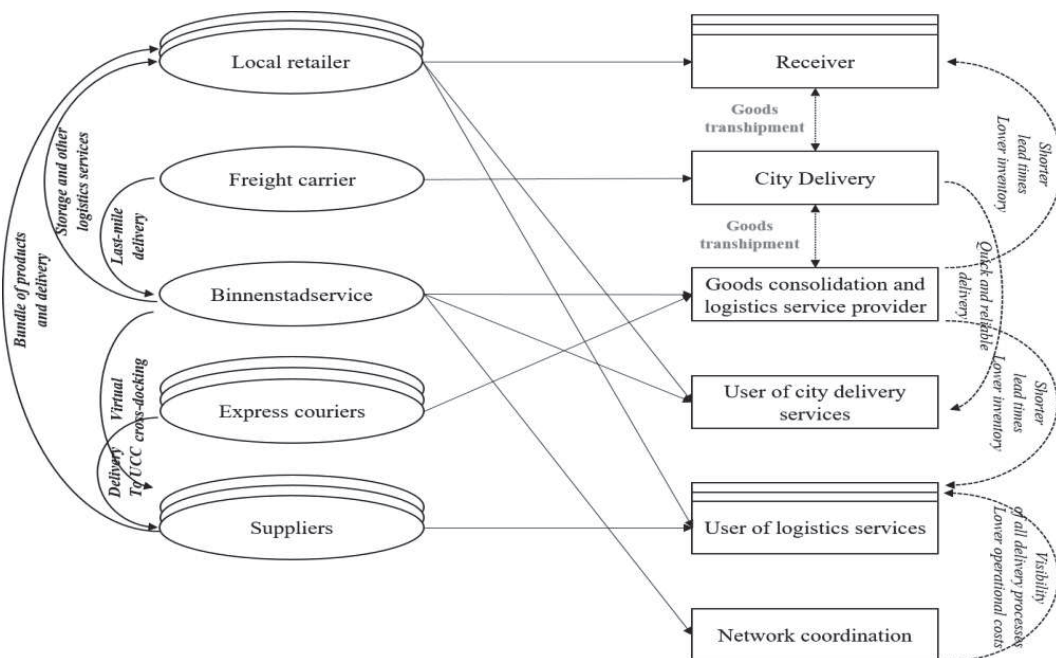 Local retailer
Freight carrier
Binnenstadservice
Express couriers
Suppliers
Bundle of products
and delivery
Storage and other
logistics services
Last-mile
delivery
Virtual
cross-docking
Delivery
To UCC
Receiver
Goods
transhipment
City Delivery
Goods
transhipment
Goods consolidation and
logistics service provider
User of city delivery
services
User of logistics services
Network coordination
Shorter
lead times
Lower inventory
Quick and reliable
delivery
Shorter
lead times
Lower inventory
Visibility
of all delivery processes
Lower operational costs